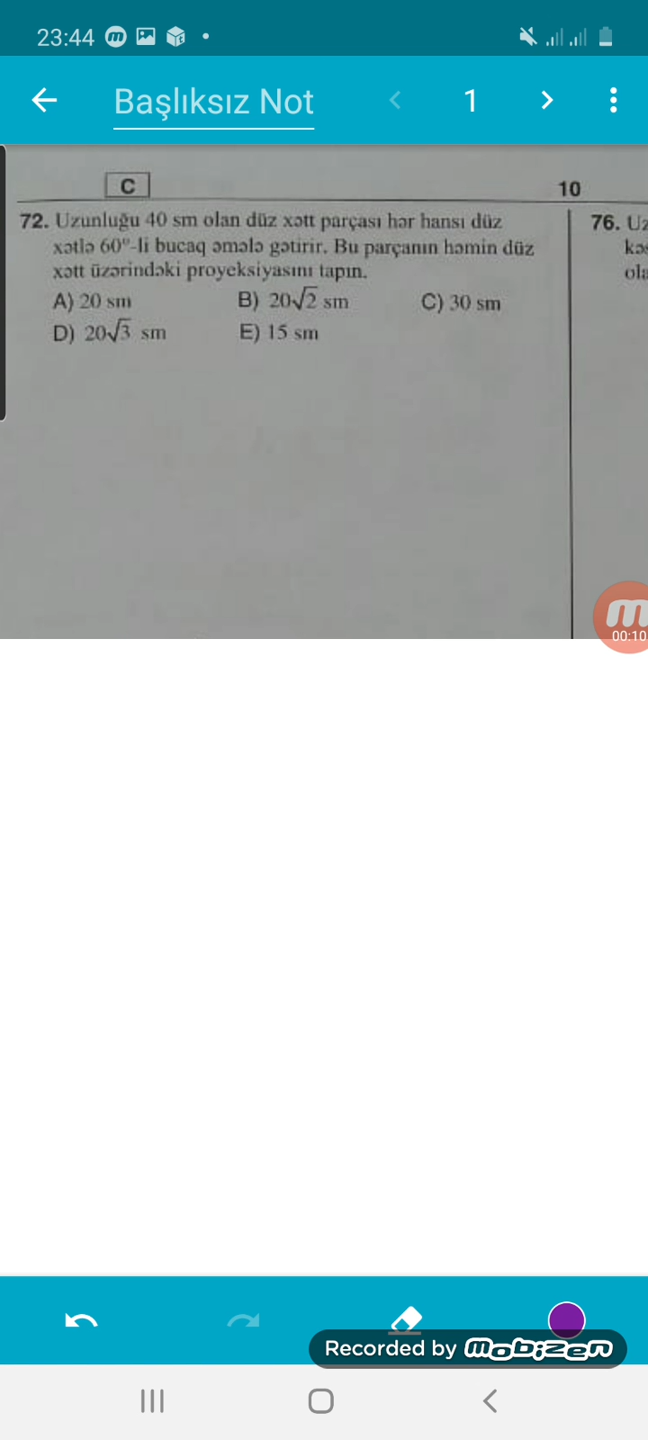 23:44
Başlıksız Not
1
C
10
72. Uzunluğu 40 sm olan düz xətt parçası hər hansı düz
xətlə 60°-li bucaq əmələ gətirir. Bu parçanın həmin düz
xətt üzərindəki proyeksiyasını tapın.
A) 20 sm B) 20√2 sm C) 30 sm
D) 20√3 sm E) 15 sm
76.
00:10
Recorded by mobizen